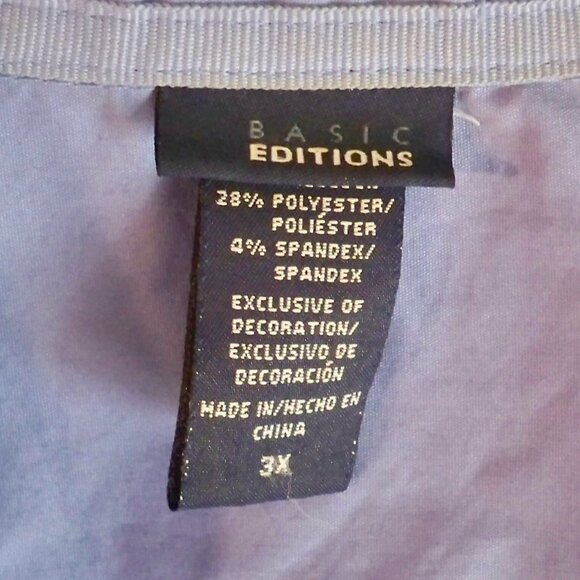 BASIC
EDITIONS
28% POLYESTER/
POLIÉSTER
4% SPANDEX/
SPANDEX
EXCLUSIVE OF
DECORATION/
EXCLUSIVO DE
DECORACIÓN
MADE IN/HECHO EN
CHINA
3X